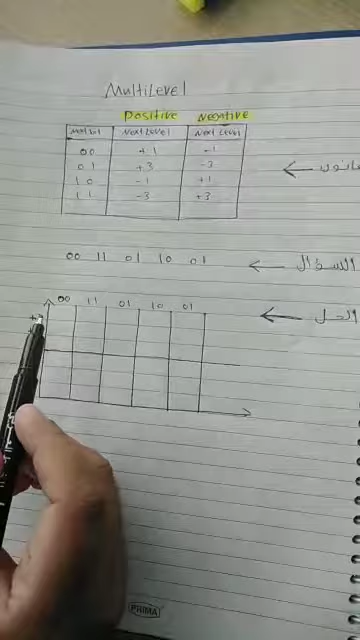 MultiLevel
Positive Negative
Next bit Next Level Next Level
00 +1 -1
01 +3 -3
10 -1 +1
11 -3 +3
00 11 01 10 01 ← السؤال
00 11 01 10 01
← الحل
PRIMA